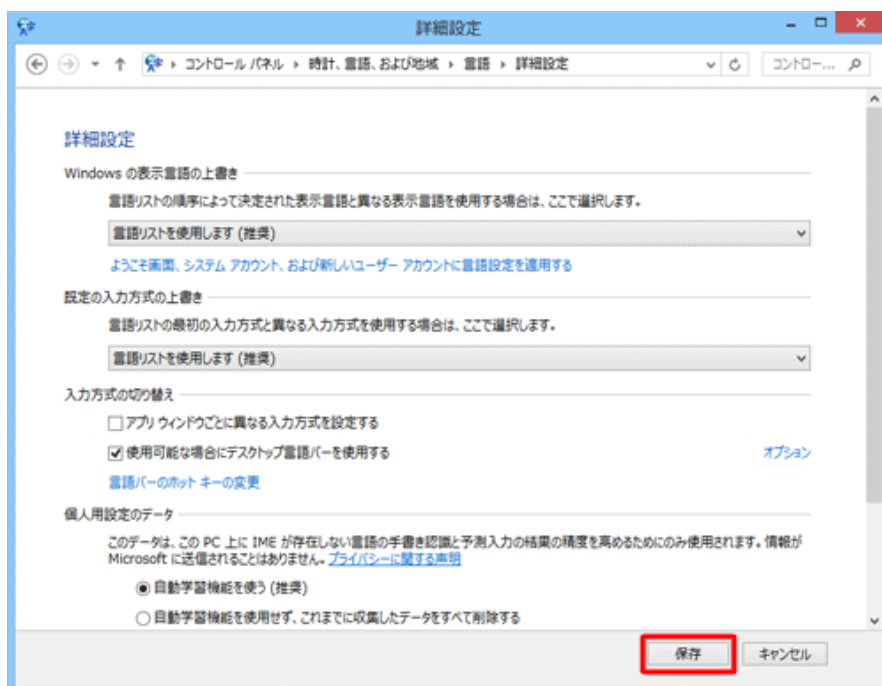 詳細設定
コントロール パネル 時計、言語、および地域 言語 詳細設定 コントロー...
詳細設定
Windows の表示言語の上書き
言語リストの順序によって決定された表示言語と異なる表示言語を使用する場合は、ここで選択します。
言語リストを使用します (推奨)
ようこそ画面、システム アカウント、および新しいユーザー アカウントに言語設定を適用する
既定の入力方式の上書き
言語リストの最初の入力方式と異なる入力方式を使用する場合は、ここで選択します。
言語リストを使用します (推奨)
入力方式の切り替え
アプリ ウィンドウごとに異なる入力方式を設定する
使用可能な場合にデスクトップ言語バーを使用する オプション
言語バーのホット キーの変更
個人用設定のデータ
このデータは、この PC 上に IME が存在しない言語の手書き認識と予測入力の結果の精度を高めるためにのみ使用されます。情報が
Microsoft に送信されることはありません。プライバシーに関する声明
自動学習機能を使う (推奨)
自動学習機能を使用せず、これまでに収集したデータをすべて削除する
保存 キャンセル